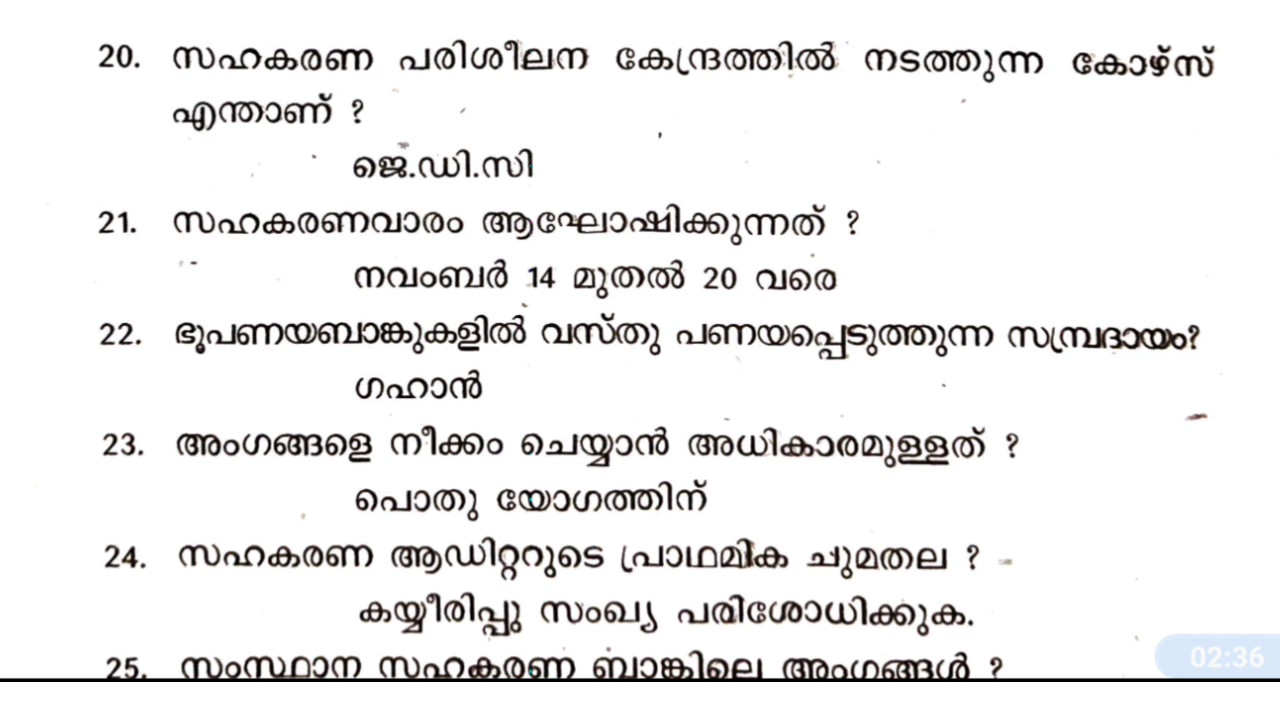 20. സഹകരണ പരിശീലന കേന്ദ്രത്തിൽ നടത്തുന്ന കോഴ്സ്
എന്താണ് ?
ജെ.ഡി.സി
21. സഹകരണവാരം ആഘോഷിക്കുന്നത് ?
നവംബർ 14 മുതൽ 20 വരെ
22. ഭൂപണയബാങ്കുകളിൽ വസ്തു പണയപ്പെടുത്തുന്ന സമ്പ്രദായം?
ഗഹാൻ
23. അംഗങ്ങളെ നീക്കം ചെയ്യാൻ അധികാരമുള്ളത് ?
പൊതു യോഗത്തിന്
24. സഹകരണ ആഡിറ്ററുടെ പ്രാഥമിക ചുമതല ?
കയ്യീരിപ്പു സംഖ്യ പരിശോധിക്കുക.
25. സംസ്ഥാന സഹകരണ ബാങ്കിലെ അംഗങ്ങൾ ?
02:36